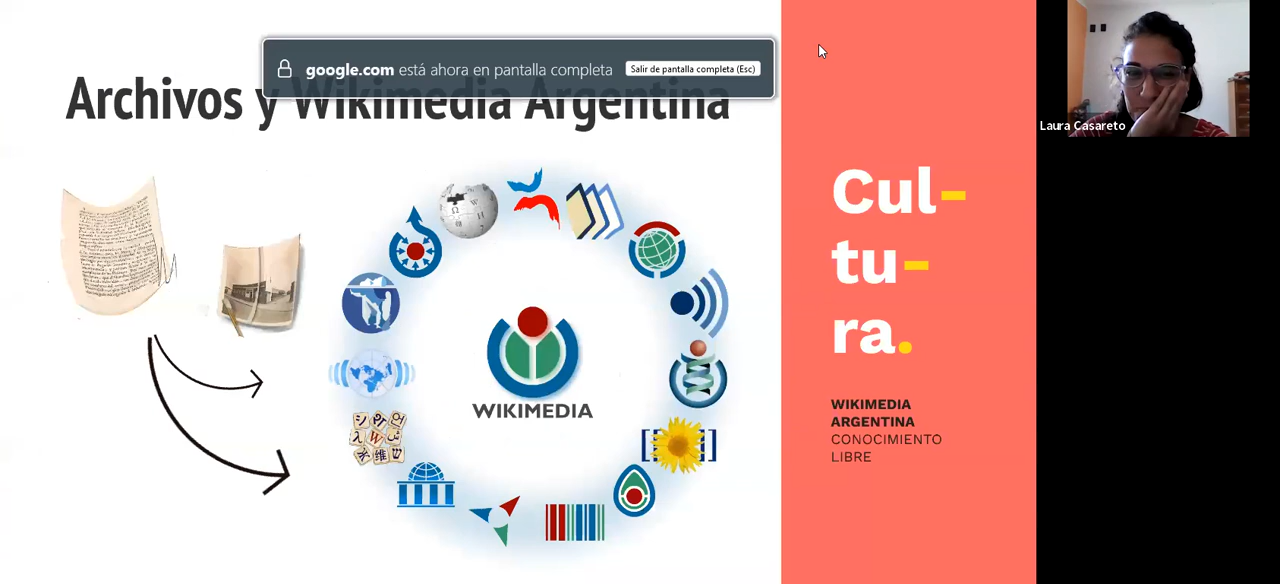 google.com está ahora en pantalla completa
Salir de pantalla completa (Esc)
Archivos y Wikimedia Argentina
WIKIMEDIA
Cul-
tu-
ra.
WIKIMEDIA
ARGENTINA
CONOCIMIENTO
LIBRE
Laura Casareto